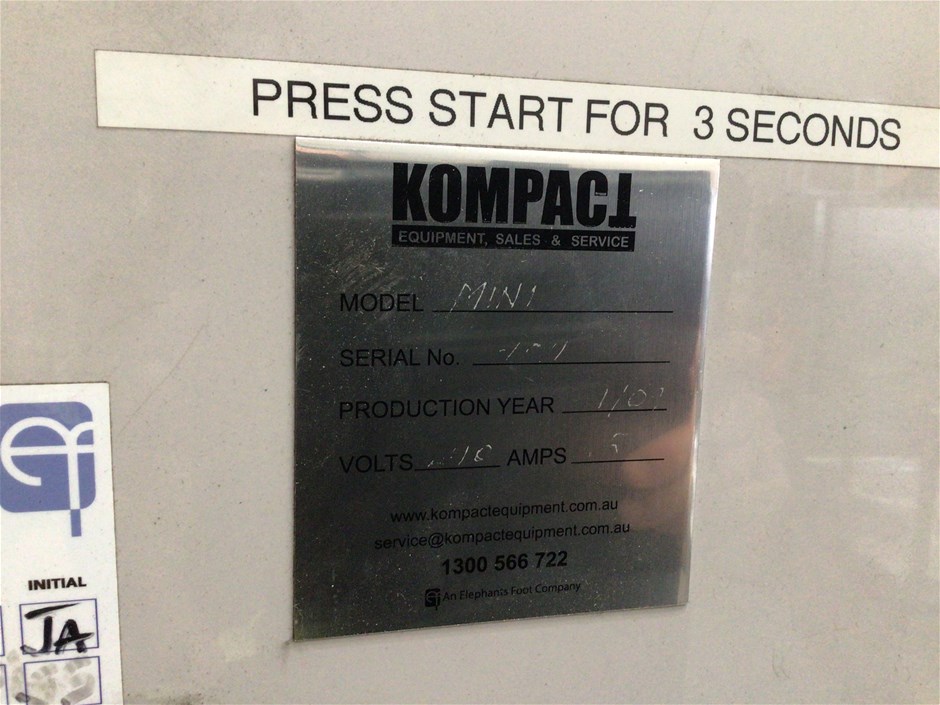 PRESS START FOR 3 SECONDS
KOMPACT
EQUIPMENT, SALES & SERVICE
MODEL MINI
SERIAL No.
PRODUCTION YEAR
VOLTS AMPS
www.kompactequipment.com.au
service@kompactequipment.com.au
1300 566 722
An Elephants Foot Company
INITIAL
JA